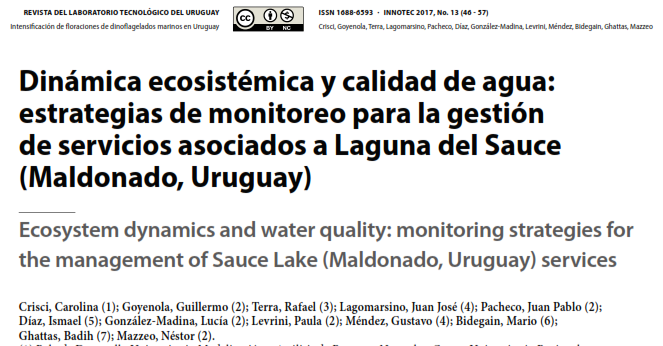 REVISTA DEL LABORATORIO TECNOLÓGICO DEL URUGUAY
Intensificación de floraciones de dinoflagelados marinos en Uruguay
cc BY NC
ISSN 1688-6593 · INNOTEC 2017, No. 13 (46 - 57)
Crisci, Goyenola, Terra, Lagomarsino, Pacheco, Díaz, González-Madina, Levrini, Méndez, Bidegain, Ghattas, Mazzeo
Dinámica ecosistémica y calidad de agua:
estrategias de monitoreo para la gestión
de servicios asociados a Laguna del Sauce
(Maldonado, Uruguay)
Ecosystem dynamics and water quality: monitoring strategies for
the management of Sauce Lake (Maldonado, Uruguay) services
Crisci, Carolina (1); Goyenola, Guillermo (2); Terra, Rafael (3); Lagomarsino, Juan José (4); Pacheco, Juan Pablo (2);
Díaz, Ismael (5); González-Madina, Lucía (2); Levrini, Paula (2); Méndez, Gustavo (4); Bidegain, Mario (6);
Ghattas, Badih (7); Mazzeo, Néstor (2).